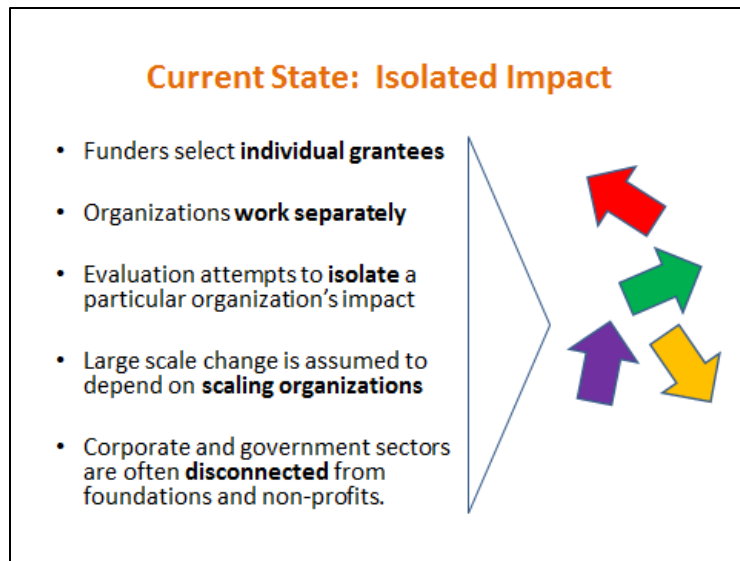 Current State:  Isolated Impact
• Funders select individual grantees
• Organizations work separately
• Evaluation attempts to isolate a
particular organization’s impact
• Large scale change is assumed to
depend on scaling organizations
• Corporate and government sectors
are often disconnected from
foundations and non-profits.